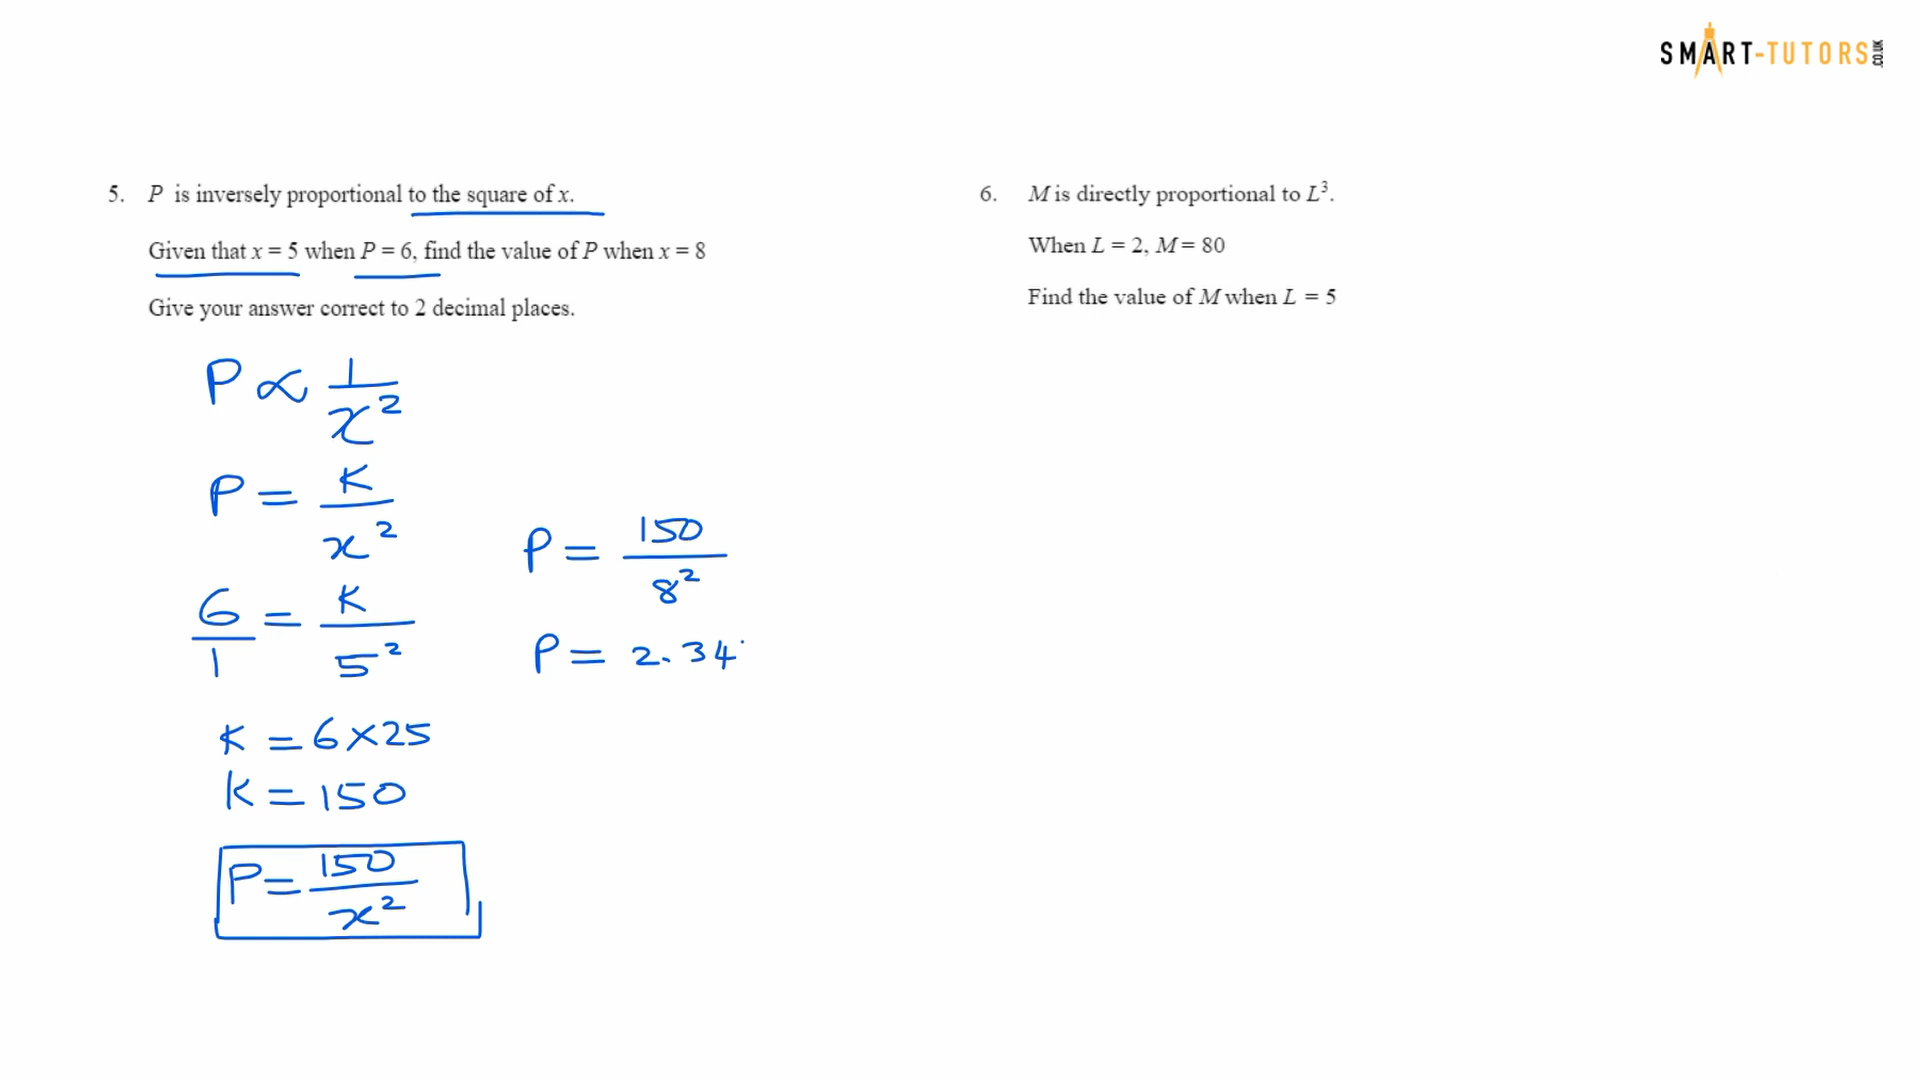 SMART-TUTORS.CO.UK
5. P is inversely proportional to the square of x.
Given that x = 5 when P = 6, find the value of P when x = 8
Give your answer correct to 2 decimal places.
P ∝ 1/x²
P = K/x²
6/1 = K/5²
K = 6×25
K = 150
P = 150/x²
P = 150/8²
P = 2.34
6. M is directly proportional to L³.
When L = 2, M = 80
Find the value of M when L = 5